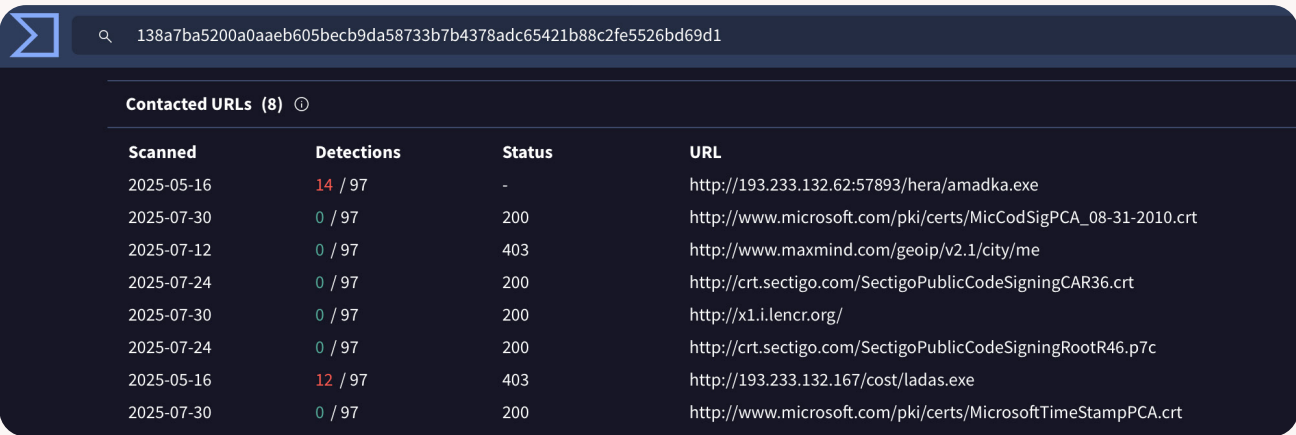 138a7ba5200a0aaeb605becb9da58733b7b4378adc65421b88c2fe5526bd69d1
Contacted URLs (8)
Scanned Detections Status URL
2025-05-16 14 / 97 - http://193.233.132.62:57893/hera/amadka.exe
2025-07-30 0 / 97 200 http://www.microsoft.com/pki/certs/MicCodSigPCA_08-31-2010.crt
2025-07-12 0 / 97 403 http://www.maxmind.com/geoip/v2.1/city/me
2025-07-24 0 / 97 200 http://crt.sectigo.com/SectigoPublicCodeSigningCAR36.crt
2025-07-30 0 / 97 200 http://x1.i.lencr.org/
2025-07-24 0 / 97 200 http://crt.sectigo.com/SectigoPublicCodeSigningRootR46.p7c
2025-05-16 12 / 97 403 http://193.233.132.167/cost/ladas.exe
2025-07-30 0 / 97 200 http://www.microsoft.com/pki/certs/MicrosoftTimeStampPCA.crt